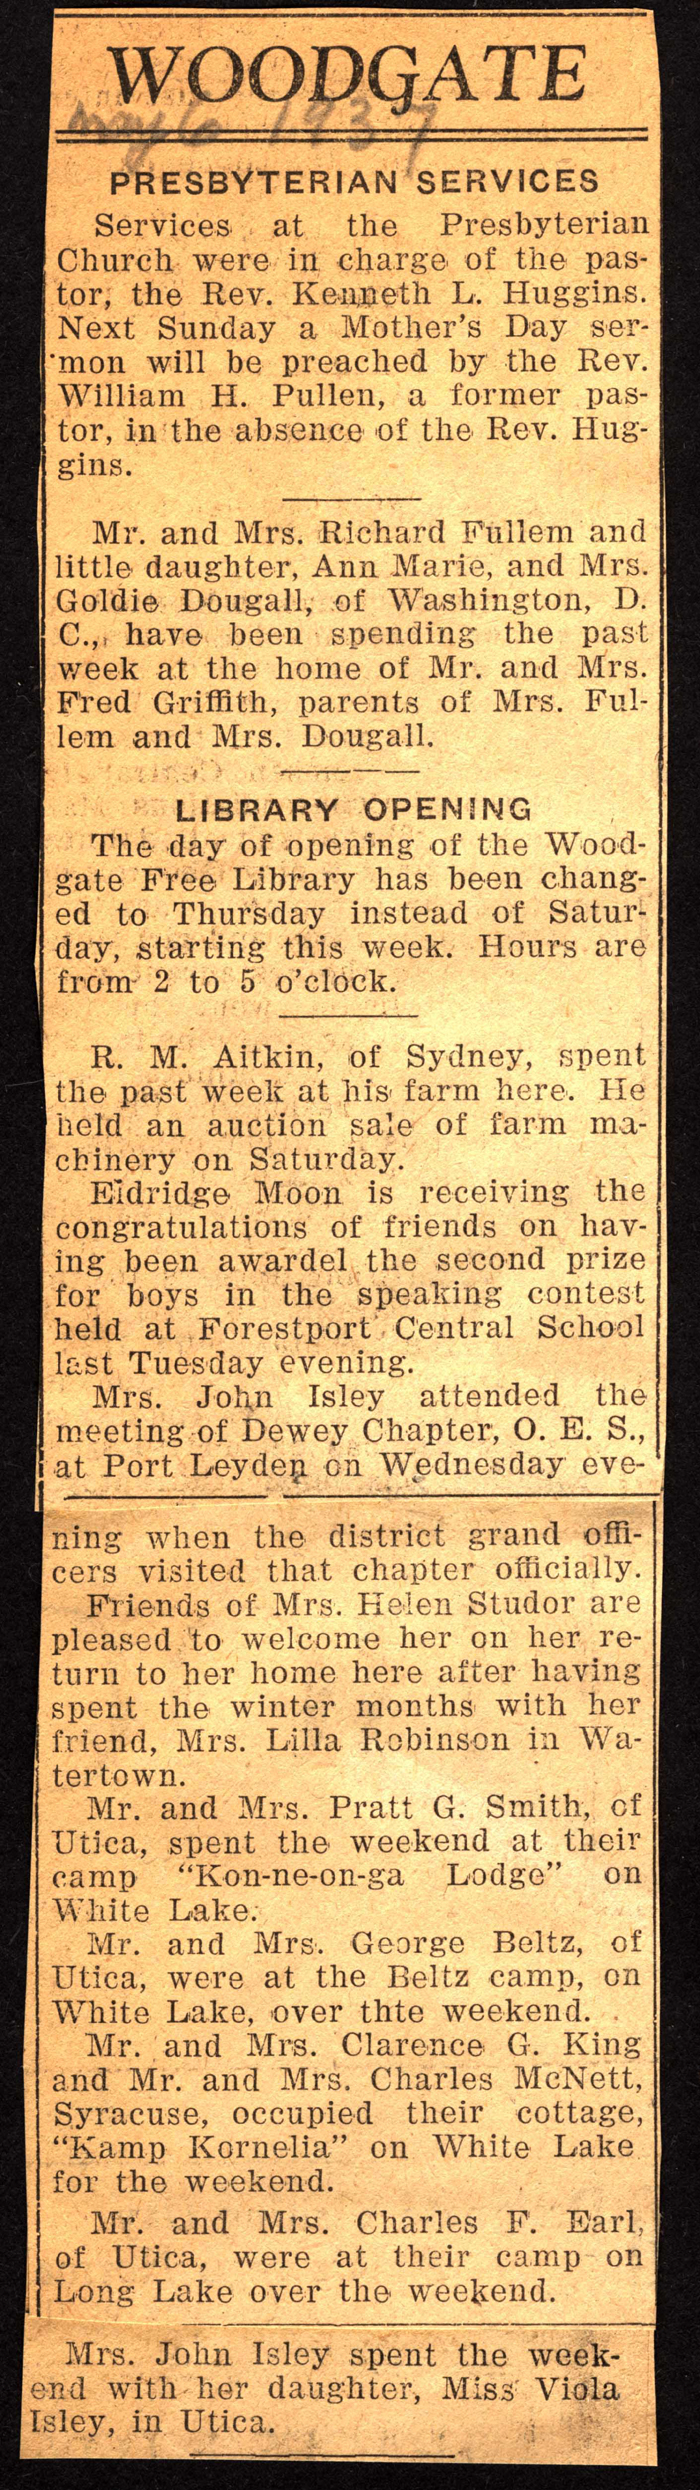 WOODGATE
May 6 1937
PRESBYTERIAN SERVICES
Services at the Presbyterian
Church were in charge of the pas-
tor, the Rev. Kenneth L. Huggins.
Next Sunday a Mother's Day ser-
mon will be preached by the Rev.
William H. Pullen, a former pas-
tor, in the absence of the Rev. Hug-
gins.
Mr. and Mrs. Richard Fullem and
little daughter, Ann Marie, and Mrs.
Goldie Dougall, of Washington, D.
C., have been spending the past
week at the home of Mr. and Mrs.
Fred Griffith, parents of Mrs. Ful-
lem and Mrs. Dougall.
LIBRARY OPENING
The day of opening of the Wood-
gate Free Library has been chang-
ed to Thursday instead of Satur-
day, starting this week. Hours are
from 2 to 5 o'clock.
R. M. Aitkin, of Sydney, spent
the past week at his farm here. He
held an auction sale of farm ma-
chinery on Saturday.
Eldridge Moon is receiving the
congratulations of friends on hav-
ing been awardel the second prize
for boys in the speaking contest
held at Forestport Central School
last Tuesday evening.
Mrs. John Isley attended the
meeting of Dewey Chapter, O. E. S.,
at Port Leyden on Wednesday eve-
ning when the district grand offi-
cers visited that chapter officially.
Friends of Mrs. Helen Studor are
pleased to welcome her on her re-
turn to her home here after having
spent the winter months with her
friend, Mrs. Lilla Robinson in Wa-
tertown.
Mr. and Mrs. Pratt G. Smith, of
Utica, spent the weekend at their
camp "Kon-ne-on-ga Lodge" on
White Lake.
Mr. and Mrs. George Beltz, of
Utica, were at the Beltz camp, on
White Lake, over thte weekend.
Mr. and Mrs. Clarence G. King
and Mr. and Mrs. Charles McNett,
Syracuse, occupied their cottage,
"Kamp Kornelia" on White Lake
for the weekend.
Mr. and Mrs. Charles F. Earl,
of Utica, were at their camp on
Long Lake over the weekend.
Mrs. John Isley spent the week-
end with her daughter, Miss Viola
Isley, in Utica.